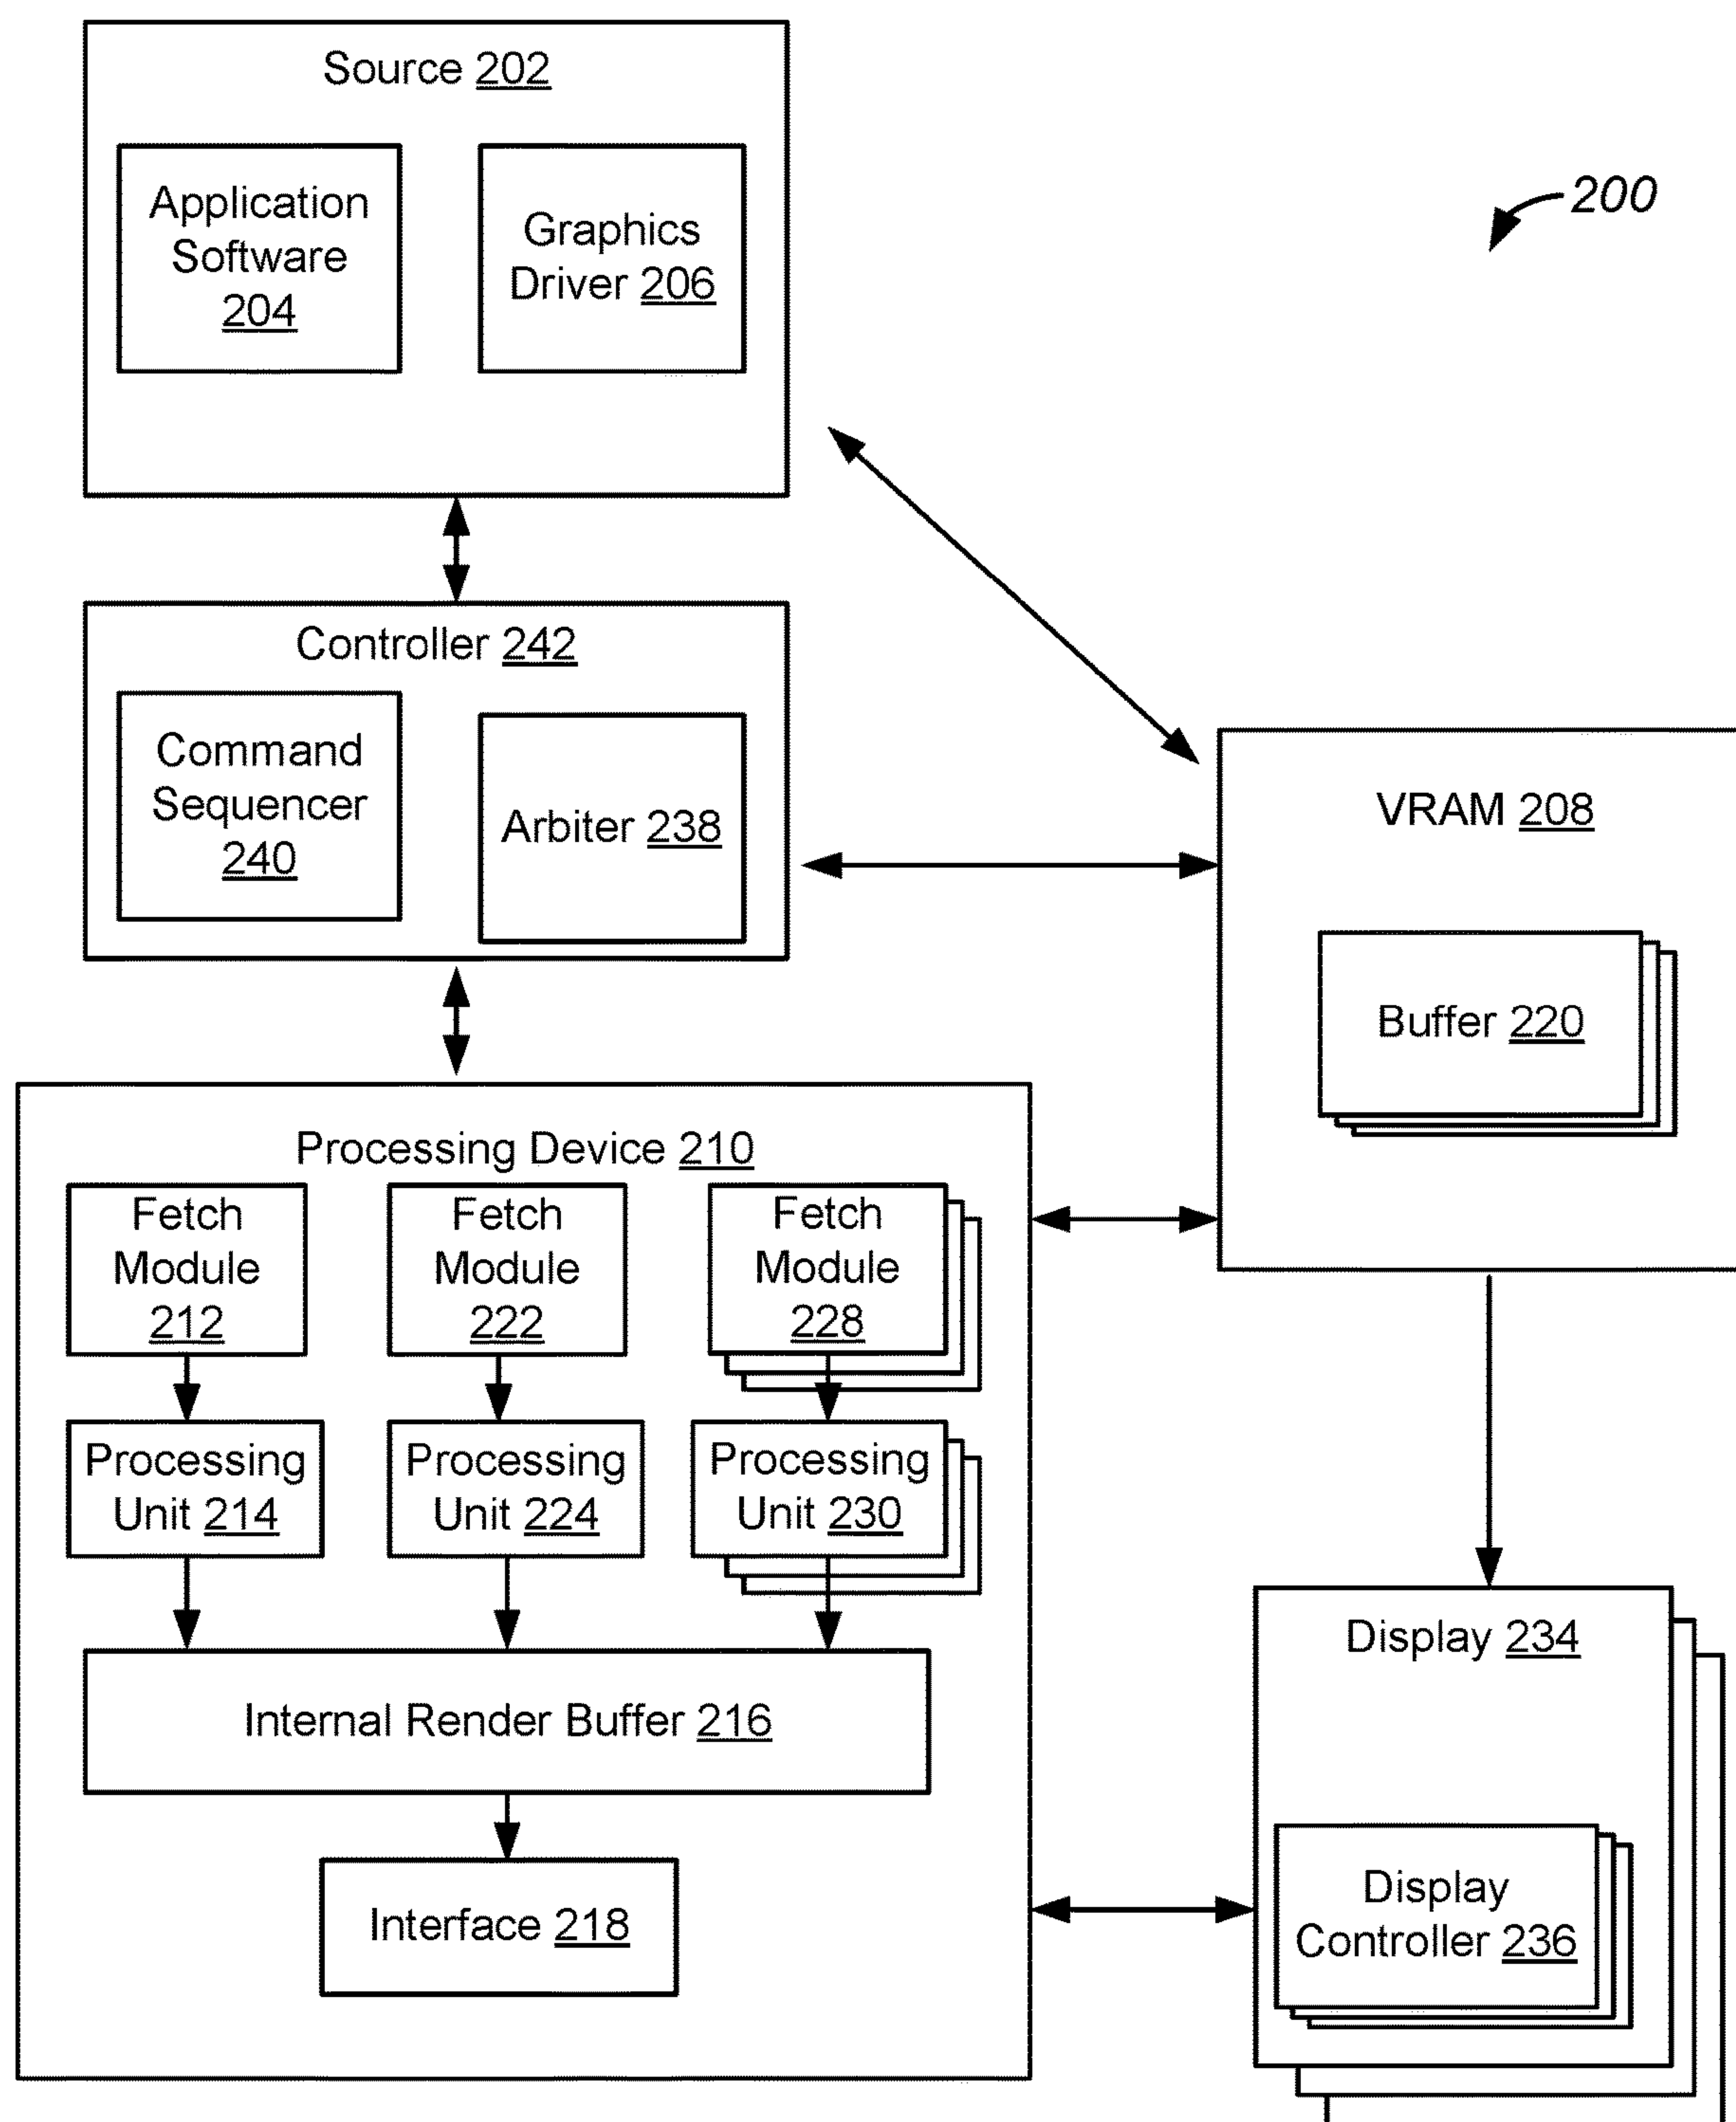 Source 202
Application
Software
204
Graphics
Driver 206
200
Controller 242
Command
Sequencer
240
Arbiter 238
VRAM 208
Buffer 220
Processing Device 210
Fetch
Module
212
Fetch
Module
222
Fetch
Module
228
Processing
Unit 214
Processing
Unit 224
Processing
Unit 230
Internal Render Buffer 216
Interface 218
Display 234
Display
Controller 236